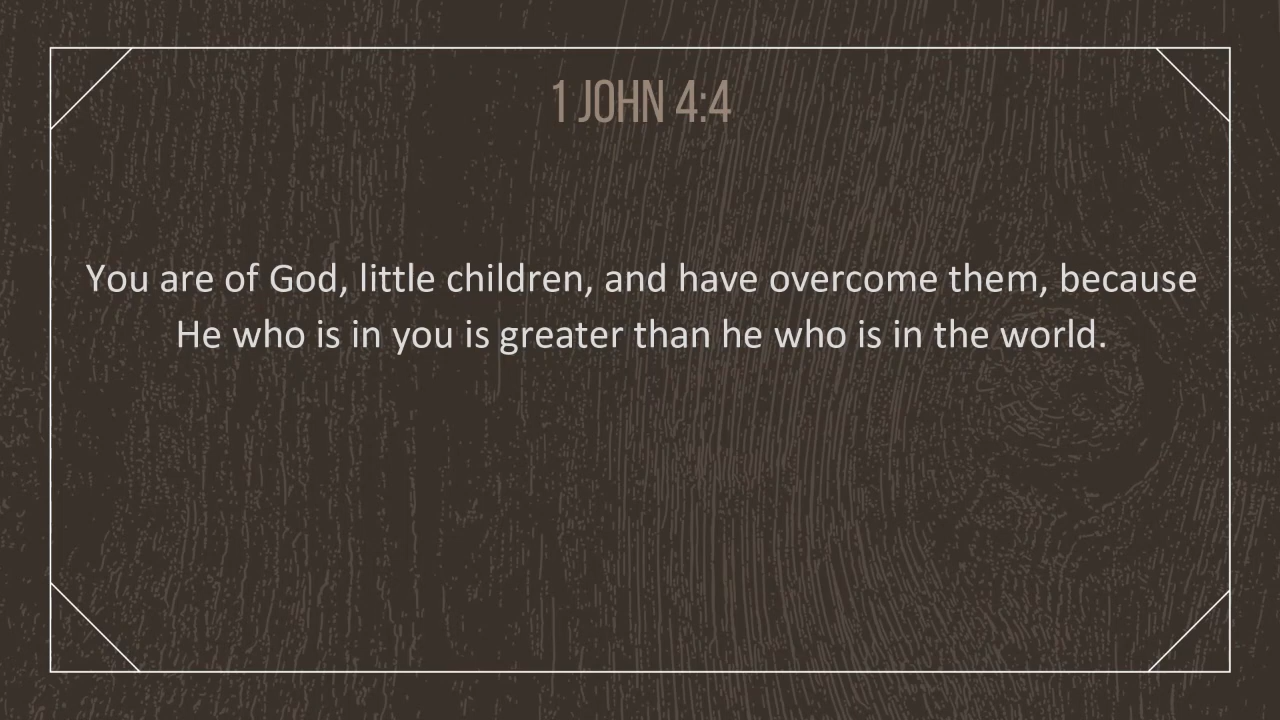 1 JOHN 4:4
You are of God, little children, and have overcome them, because
He who is in you is greater than he who is in the world.